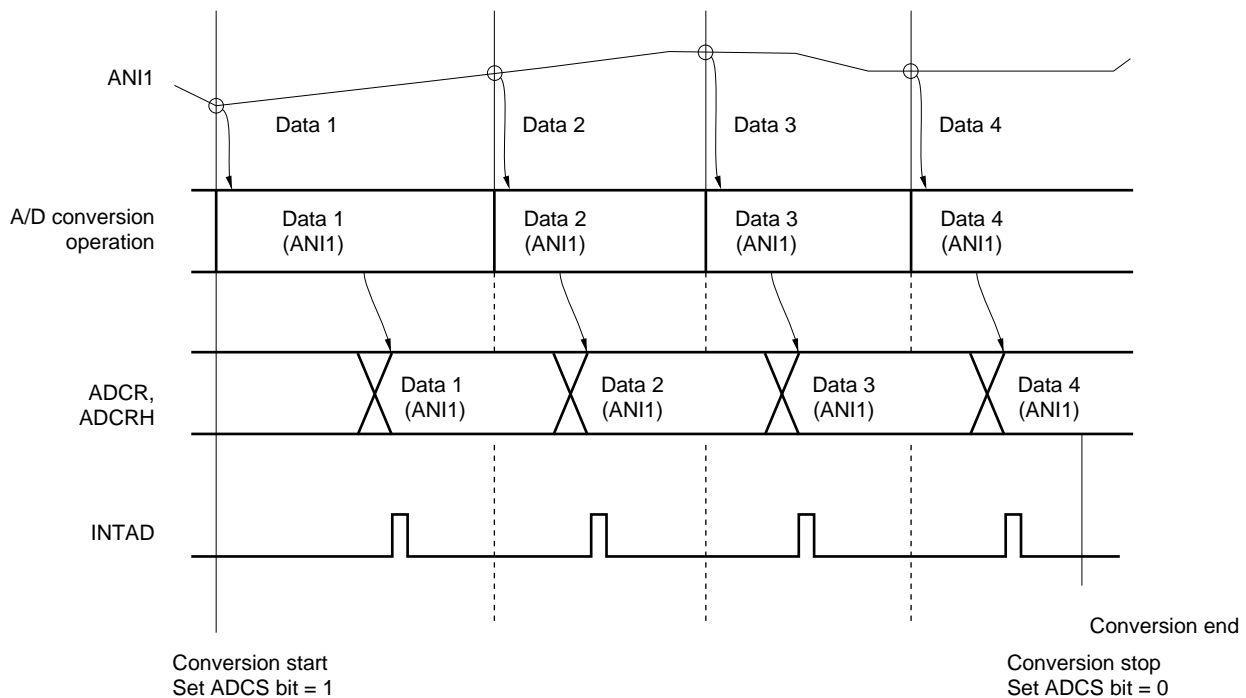 ANI1
Data 1
Data 2
Data 3
Data 4
A/D conversion
operation
Data 1
(ANI1)
Data 2
(ANI1)
Data 3
(ANI1)
Data 4
(ANI1)
ADCR,
ADCRH
Data 1
(ANI1)
Data 2
(ANI1)
Data 3
(ANI1)
Data 4
(ANI1)
INTAD
Conversion end
Conversion start
Set ADCS bit = 1
Conversion stop
Set ADCS bit = 0